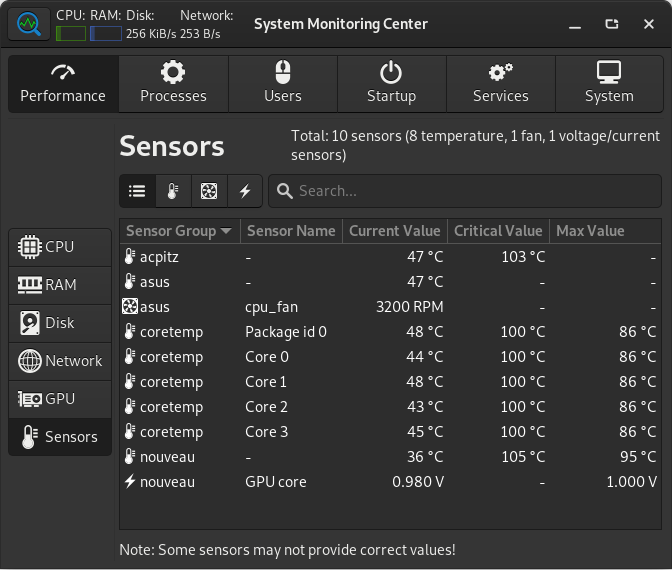 CPU: RAM: Disk: Network:
256 KiB/s 253 B/s
System Monitoring Center
Performance Processes Users Startup Services System
Sensors
Total: 10 sensors (8 temperature, 1 fan, 1 voltage/current
sensors)
Search...
CPU
RAM
Disk
Network
GPU
Sensors
Sensor Group Sensor Name Current Value Critical Value Max Value
acpitz - 47 °C 103 °C -
asus - 47 °C - -
asus cpu_fan 3200 RPM - -
coretemp Package id 0 48 °C 100 °C 86 °C
coretemp Core 0 44 °C 100 °C 86 °C
coretemp Core 1 48 °C 100 °C 86 °C
coretemp Core 2 43 °C 100 °C 86 °C
coretemp Core 3 45 °C 100 °C 86 °C
nouveau - 36 °C 105 °C 95 °C
nouveau GPU core 0.980 V - 1.000 V
Note: Some sensors may not provide correct values!